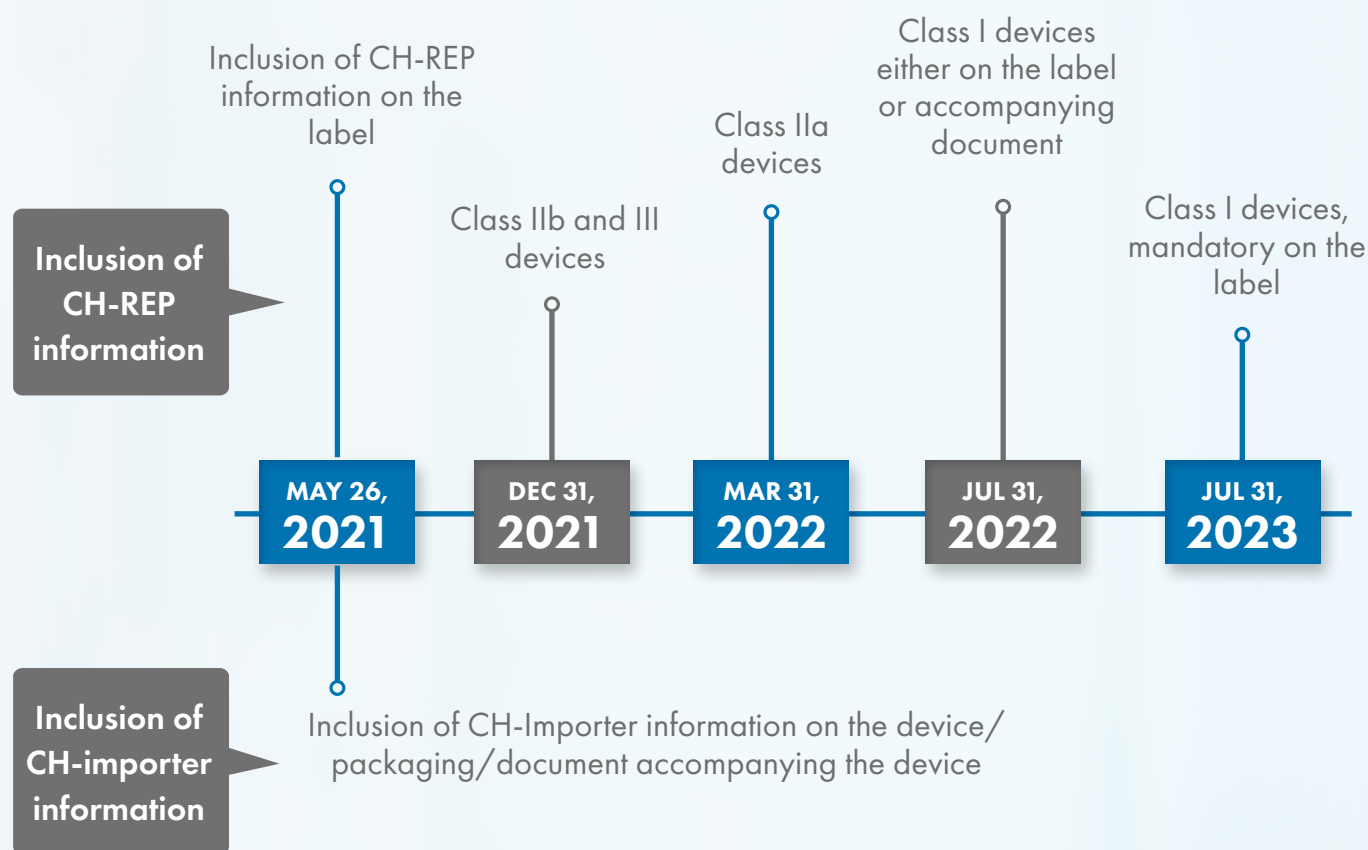 Inclusion of CH-REP
information on the
label
Class IIb and III
devices
Class IIa
devices
Class I devices
either on the label
or accompanying
document
Class I devices,
mandatory on the
label
Inclusion of
CH-REP
information
MAY 26,
2021
DEC 31,
2021
MAR 31,
2022
JUL 31,
2022
JUL 31,
2023
Inclusion of
CH-importer
information
Inclusion of CH-Importer information on the device/
packaging/document accompanying the device